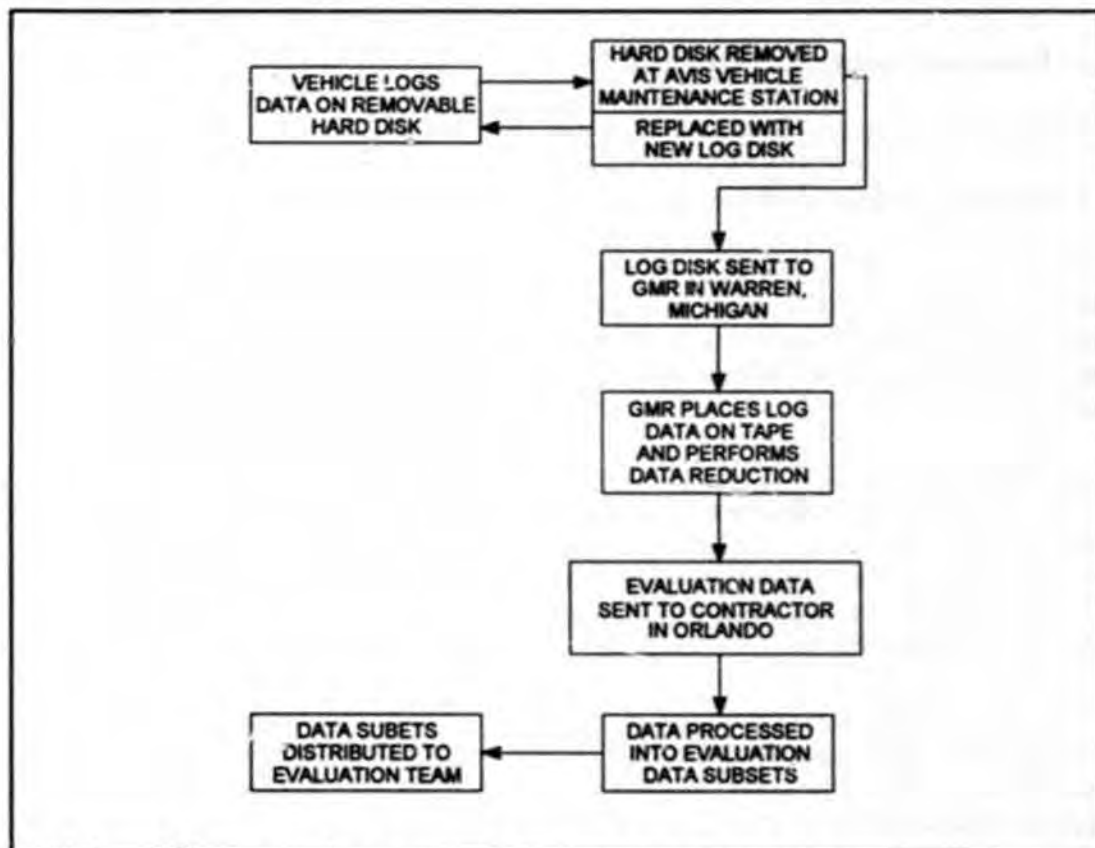 VEHICLE LOGS
DATA ON REMOVABLE
HARD DISK
HARD DISK REMOVED
AT AVIS VEHICLE
MAINTENANCE STATION
REPLACED WITH
NEW LOG DISK
LOG DISK SENT TO
GMR IN WARREN,
MICHIGAN
GMR PLACES LOG
DATA ON TAPE
AND PERFORMS
DATA REDUCTION
EVALUATION DATA
SENT TO CONTRACTOR
IN ORLANDO
DATA PROCESSED
INTO EVALUATION
DATA SUBSETS
DATA SUBETS
DISTRIBUTED TO
EVALUATION TEAM